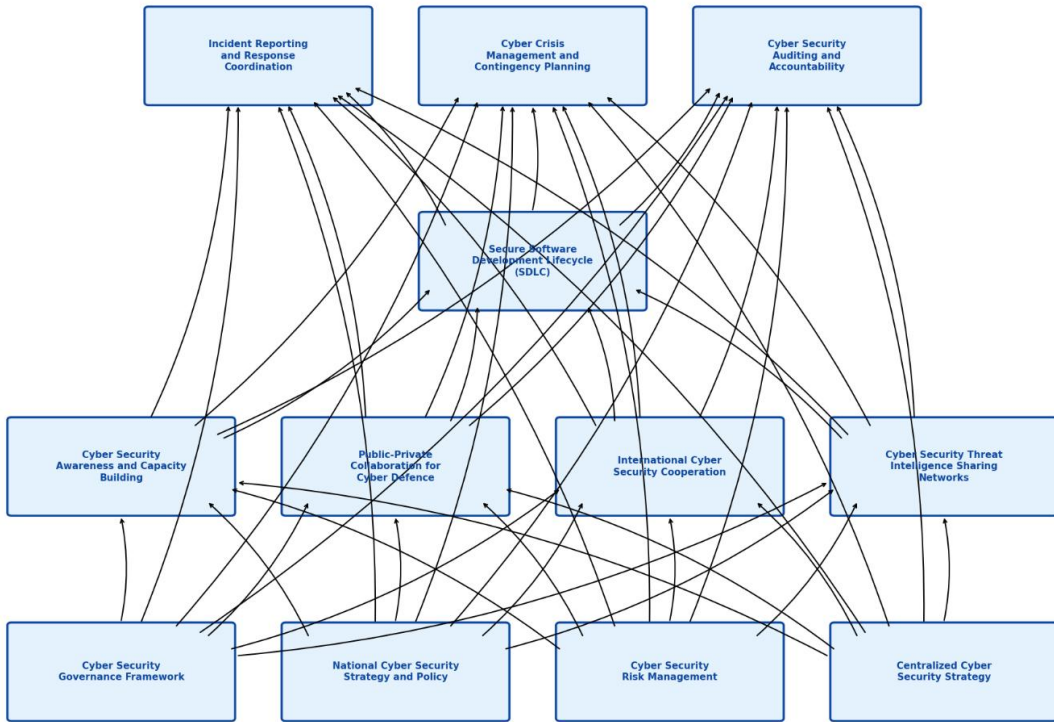 Incident Reporting
and Response
Coordination
Cyber Crisis
Management and
Contingency Planning
Cyber Security
Auditing and
Accountability
Secure Software
Development Lifecycle
(SDLC)
Cyber Security
Awareness and Capacity
Building
Public-Private
Collaboration for
Cyber Defence
International Cyber
Security Cooperation
Cyber Security Threat
Intelligence Sharing
Networks
Cyber Security
Governance Framework
National Cyber Security
Strategy and Policy
Cyber Security
Risk Management
Centralized Cyber
Security Strategy